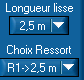 Longueur lisse
2,5 m
Choix Ressort
R1->2,5 m